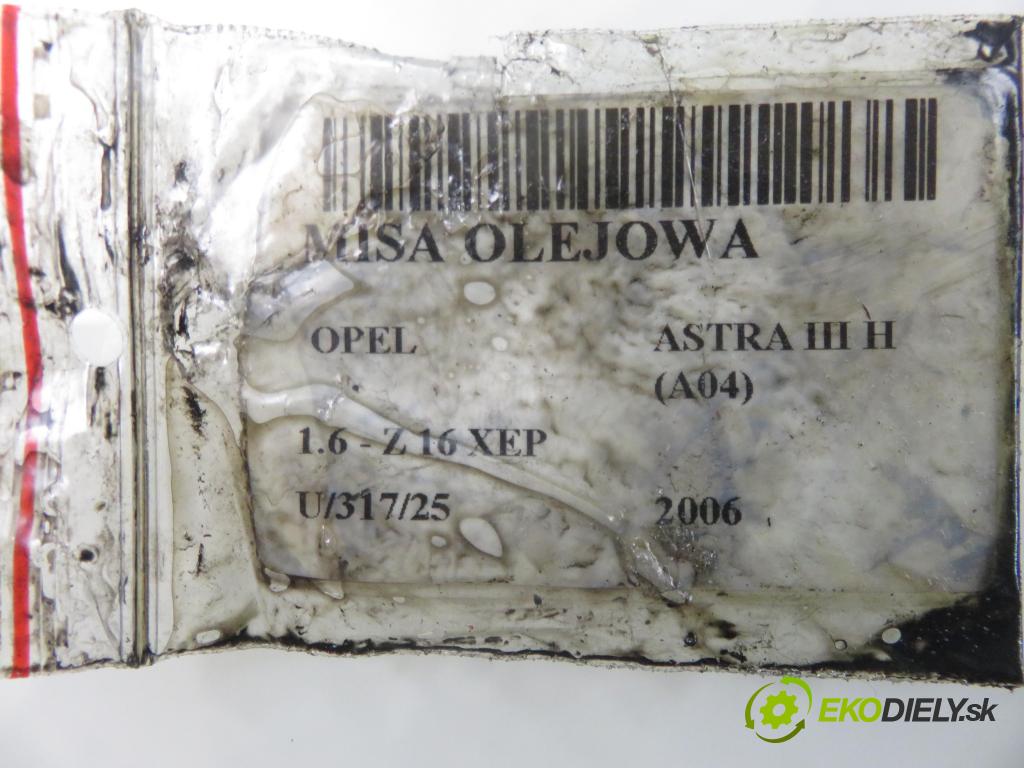 MISA OLEJOWA
OPEL ASTRA III H
(A04)
1.6 - Z 16 XEP
U/317/25 2006
EKODIELY.sk